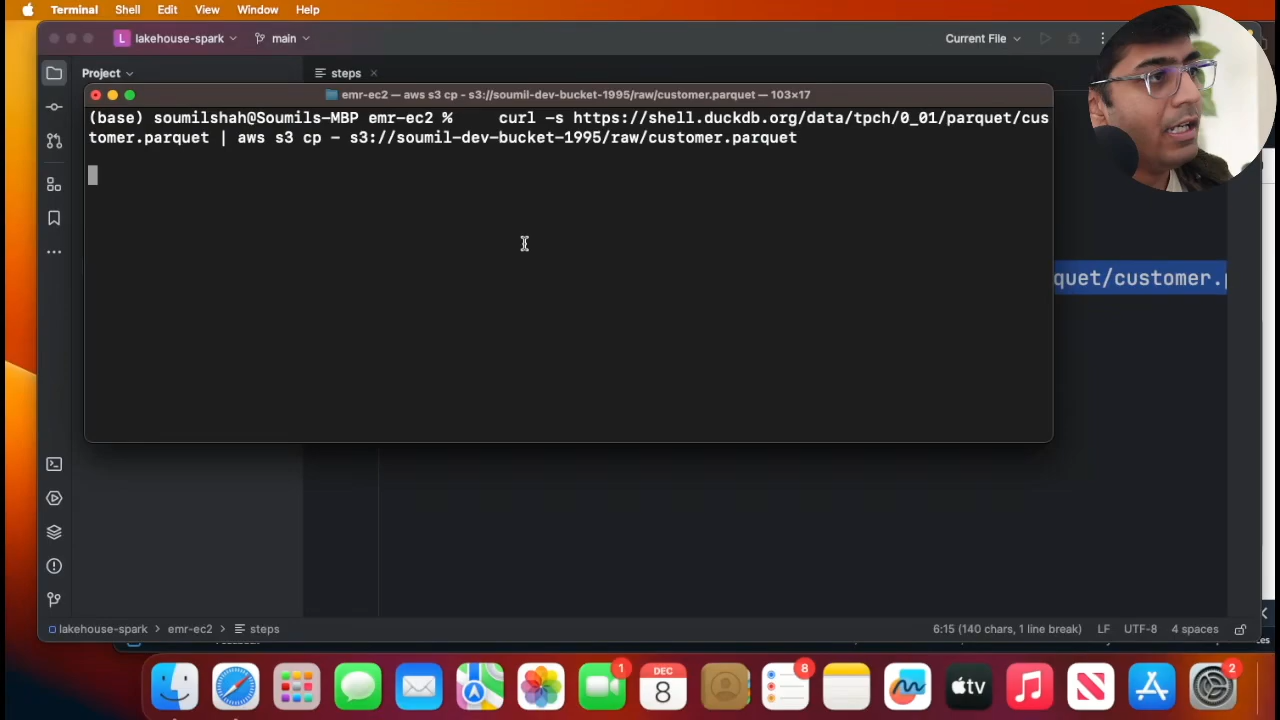 Terminal Shell Edit View Window Help
L lakehouse-spark main Current File
Project steps
emr-ec2 — aws s3 cp - s3://soumil-dev-bucket-1995/raw/customer.parquet — 103×17
(base) soumilshah@Soumils-MBP emr-ec2 % curl -s https://shell.duckdb.org/data/tpch/0_01/parquet/cus
tomer.parquet | aws s3 cp - s3://soumil-dev-bucket-1995/raw/customer.parquet
quet/customer.p
lakehouse-spark > emr-ec2 > steps 6:15 (140 chars, 1 line break) LF UTF-8 4 spaces
1 DEC 8 8 tv 2